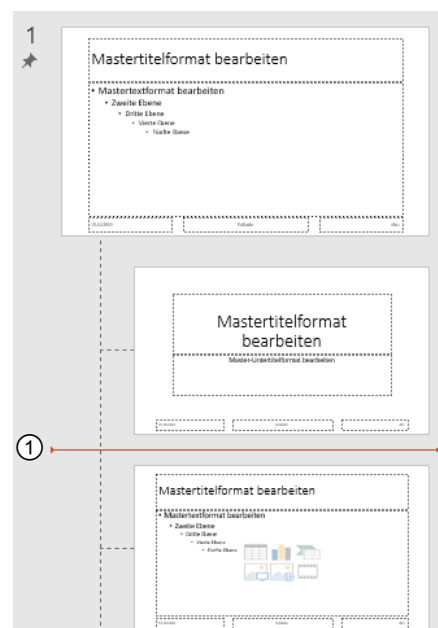 1
Mastertitelformat bearbeiten
• Mastertextformat bearbeiten
• Zweite Ebene
• Dritte Ebene
• Vierte Ebene
• Fünfte Ebene
Mastertitelformat
bearbeiten
Master-Untertitelformat bearbeiten
1
Mastertitelformat bearbeiten
• Mastertextformat bearbeiten
• Zweite Ebene
• Dritte Ebene
• Vierte Ebene
• Fünfte Ebene